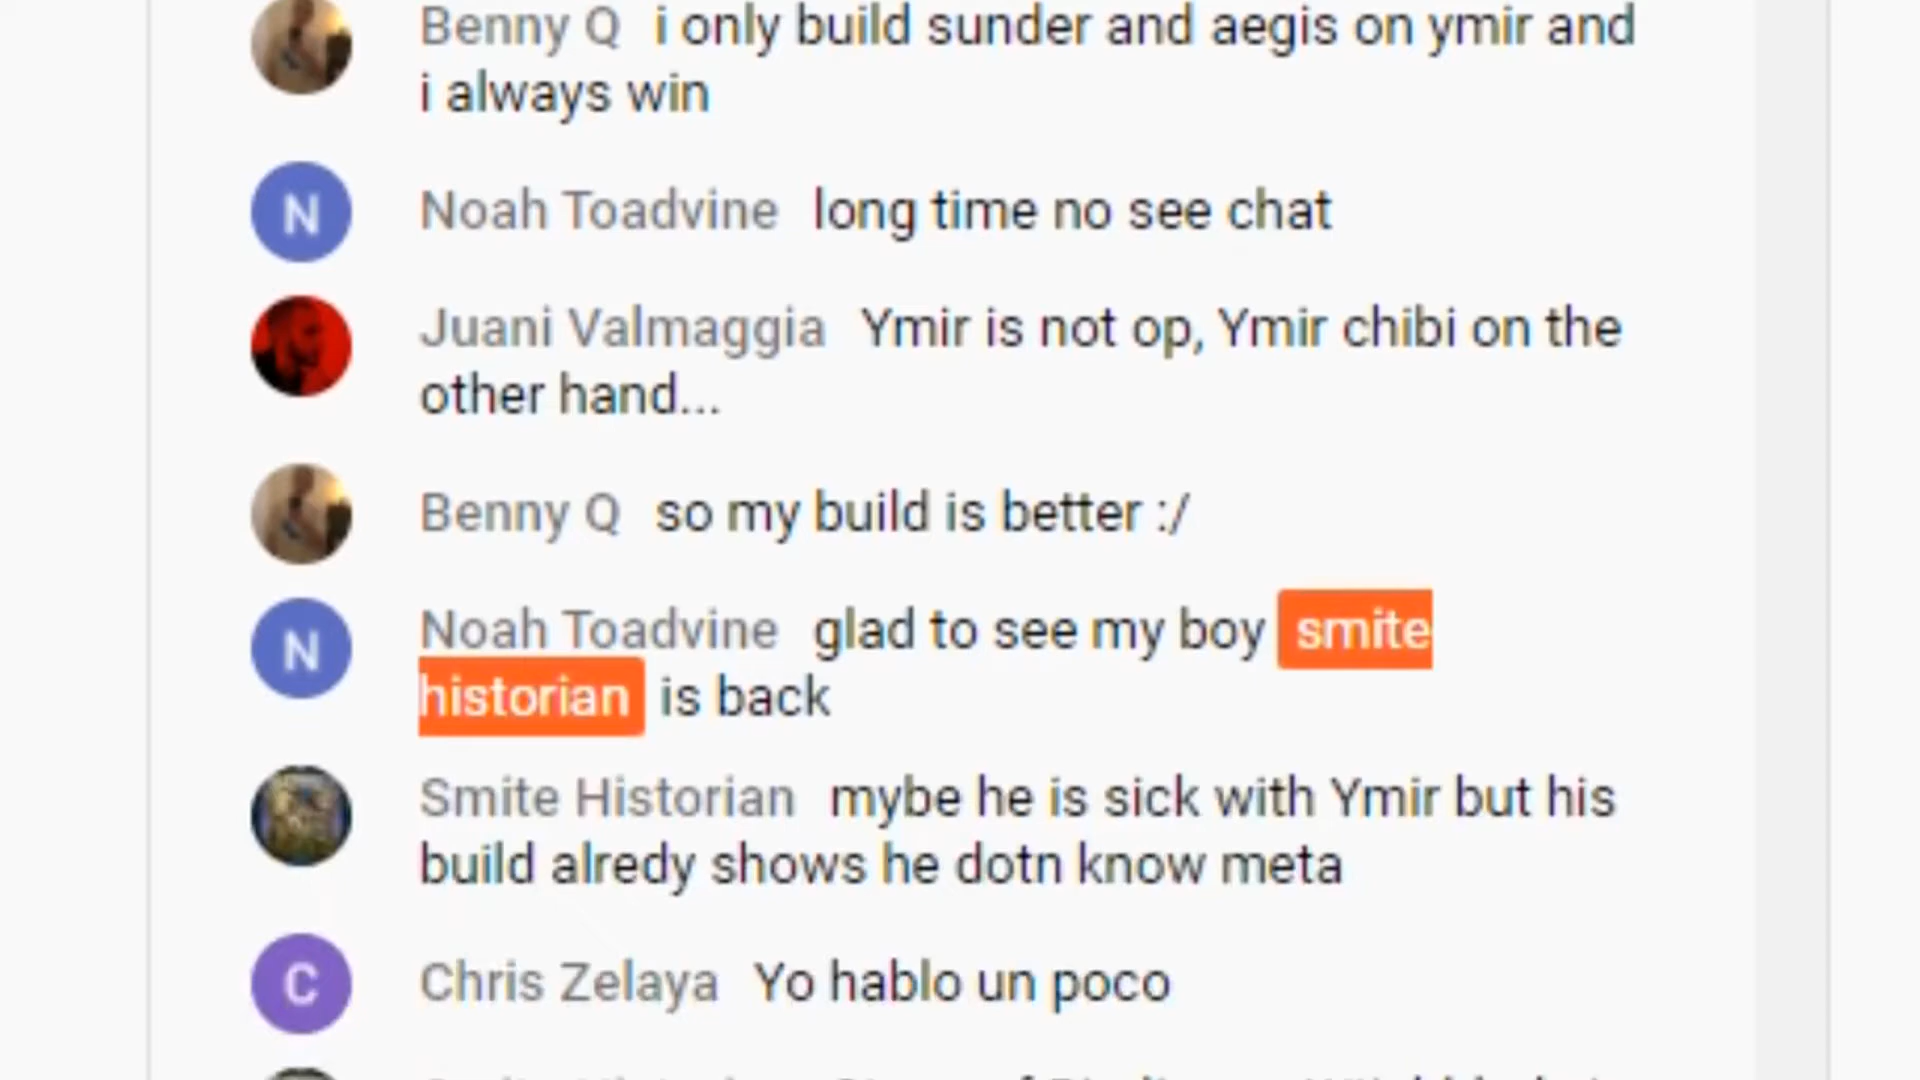 Benny Q i only build sunder and aegis on ymir and
i always win
N
Noah Toadvine long time no see chat
Juani Valmaggia Ymir is not op, Ymir chibi on the
other hand...
Benny Q so my build is better :/
N
Noah Toadvine glad to see my boy smite
historian is back
Smite Historian mybe he is sick with Ymir but his
build alredy shows he dotn know meta
C
Chris Zelaya Yo hablo un poco